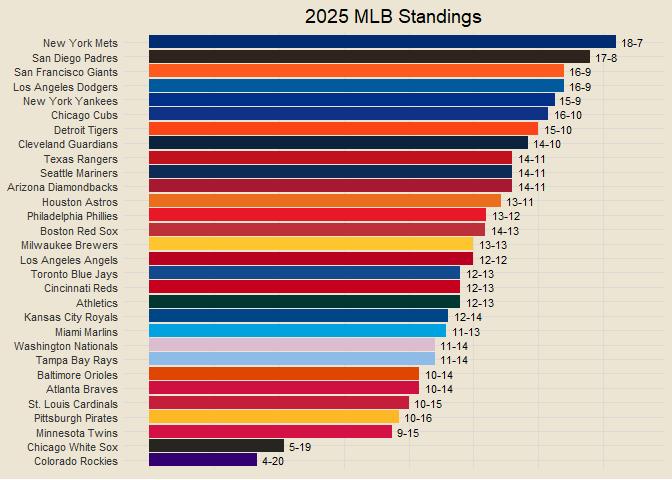 2025 MLB Standings
New York Mets 18-7
San Diego Padres 17-8
San Francisco Giants 16-9
Los Angeles Dodgers 16-9
New York Yankees 15-9
Chicago Cubs 16-10
Detroit Tigers 15-10
Cleveland Guardians 14-10
Texas Rangers 14-11
Seattle Mariners 14-11
Arizona Diamondbacks 14-11
Houston Astros 13-11
Philadelphia Phillies 13-12
Boston Red Sox 14-13
Milwaukee Brewers 13-13
Los Angeles Angels 12-12
Toronto Blue Jays 12-13
Cincinnati Reds 12-13
Athletics 12-13
Kansas City Royals 12-14
Miami Marlins 11-13
Washington Nationals 11-14
Tampa Bay Rays 11-14
Baltimore Orioles 10-14
Atlanta Braves 10-14
St. Louis Cardinals 10-15
Pittsburgh Pirates 10-16
Minnesota Twins 9-15
Chicago White Sox 5-19
Colorado Rockies 4-20